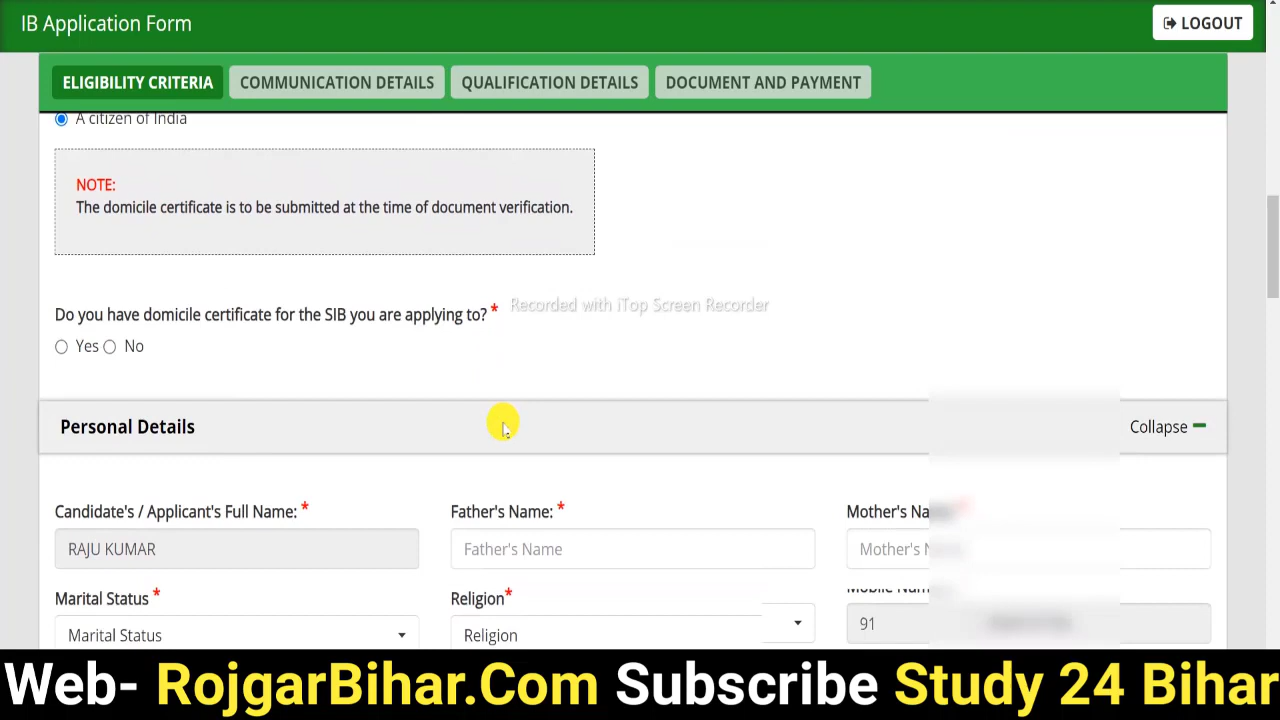 IB Application Form
LOGOUT
ELIGIBILITY CRITERIA
COMMUNICATION DETAILS
QUALIFICATION DETAILS
DOCUMENT AND PAYMENT
A citizen of India
NOTE:
The domicile certificate is to be submitted at the time of document verification.
Recorded with iTop Screen Recorder
Do you have domicile certificate for the SIB you are applying to? *
Yes No
Personal Details
Collapse
Candidate's / Applicant's Full Name: *
Father's Name: *
Mother's
RAJU KUMAR
Father's Name
Mother's
Marital Status *
Religion*
Mobile
Marital Status
Religion
91
Web- RojgarBihar.Com Subscribe Study 24 Bihar